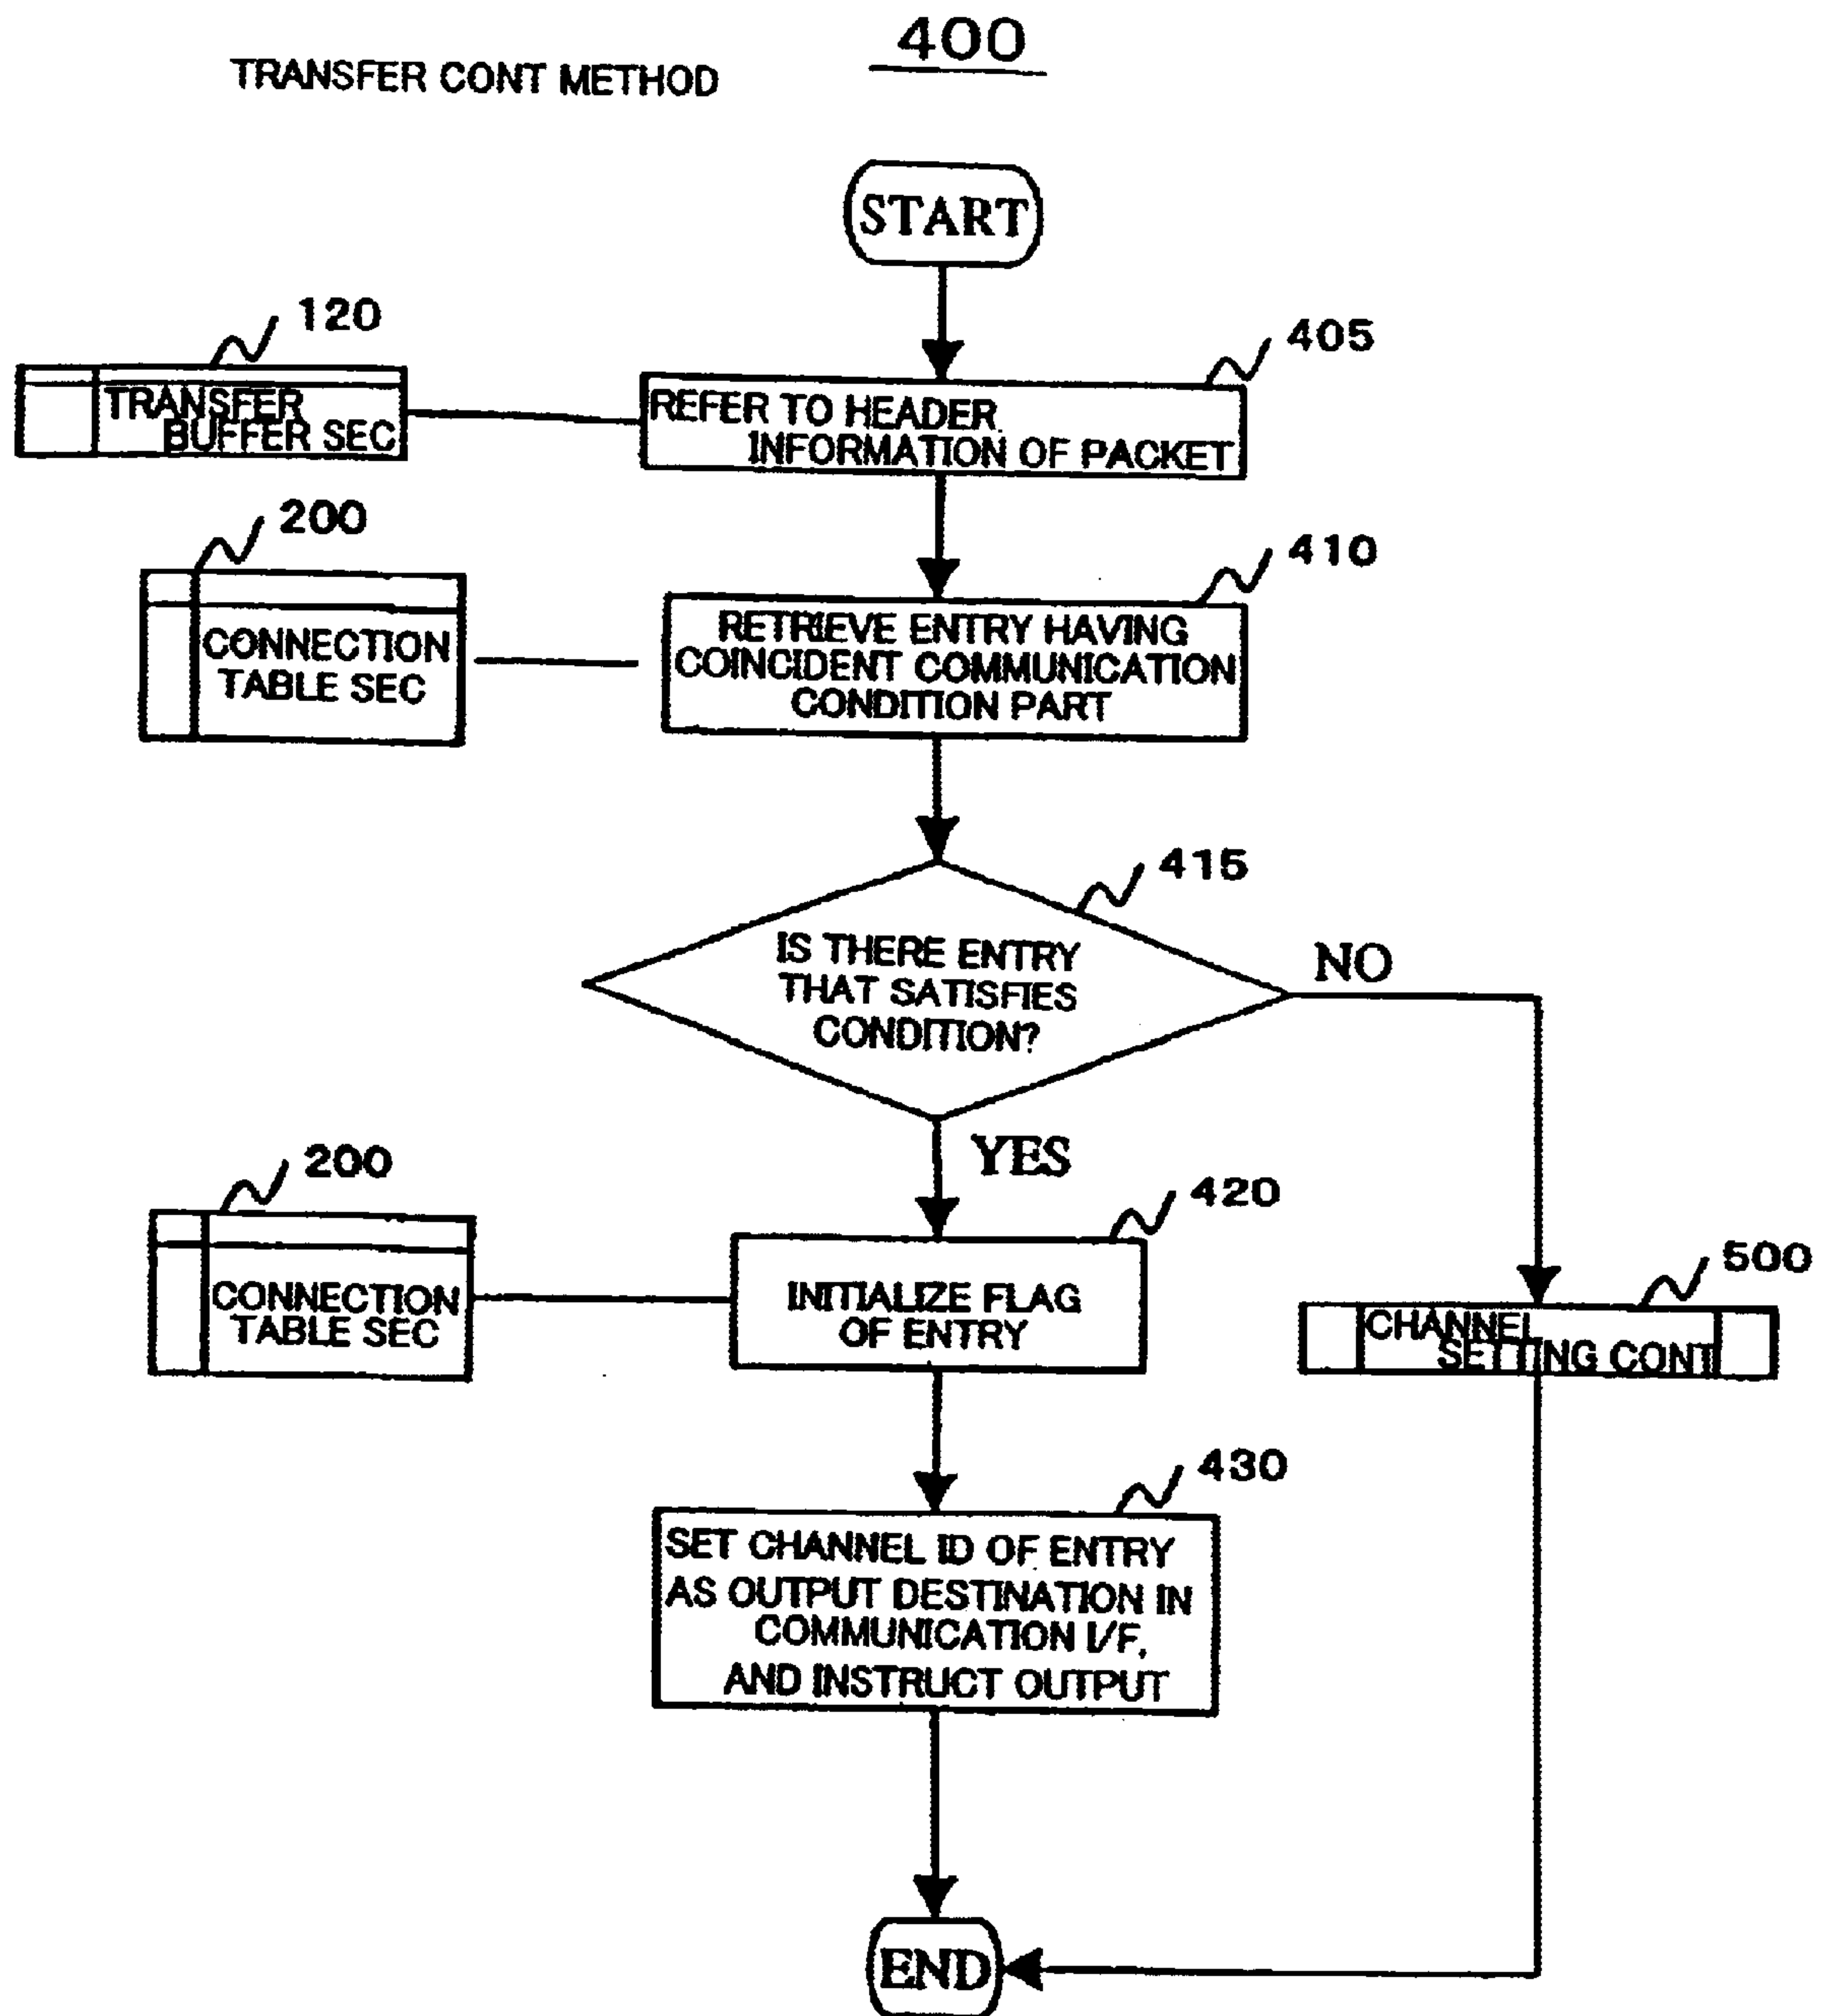 400
TRANSFER CONT METHOD
START
120
405
TRANSFER
BUFFER SEC
REFER TO HEADER
INFORMATION OF PACKET
200
410
CONNECTION
TABLE SEC
RETRIEVE ENTRY HAVING
COINCIDENT COMMUNICATION
CONDITION PART
415
IS THERE ENTRY
THAT SATISFIES
CONDITION?
NO
YES
200
420
500
CONNECTION
TABLE SEC
INITIALIZE FLAG
OF ENTRY
CHANNEL
SETTING CONT
430
SET CHANNEL ID OF ENTRY
AS OUTPUT DESTINATION IN
COMMUNICATION I/F,
AND INSTRUCT OUTPUT
END